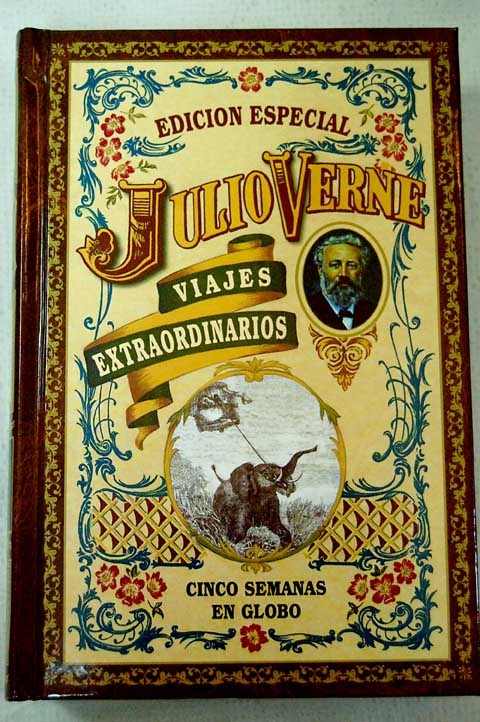 EDICION ESPECIAL
JULIO VERNE
VIAJES
EXTRAORDINARIOS
CINCO SEMANAS
EN GLOBO